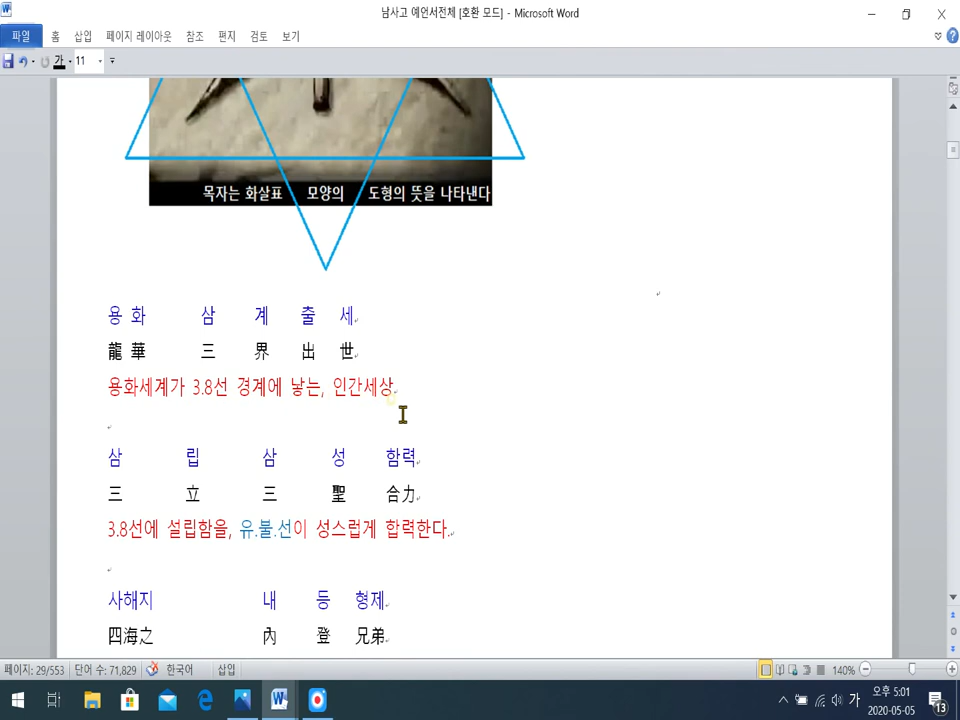 남사고 예언서전체 [호환 모드] - Microsoft Word
파일 홈 삽입 페이지 레이아웃 참조 편지 검토 보기
가 11
목자는 화살표 모양의 도형의 뜻을 나타낸다
용 화 삼 계 출 세
龍 華 三 界 出 世
용화세계가 3.8선 경계에 낳는, 인간세상
삼 립 삼 성 함력
三 立 三 聖 合力
3.8선에 설립함을, 유.불.선이 성스럽게 합력한다.
사해지 내 등 형제
四海之 內 登 兄弟
페이지: 29/553 단어 수: 71,829 한국어 삽입 140%
가 오후 5:01
2020-05-05 13